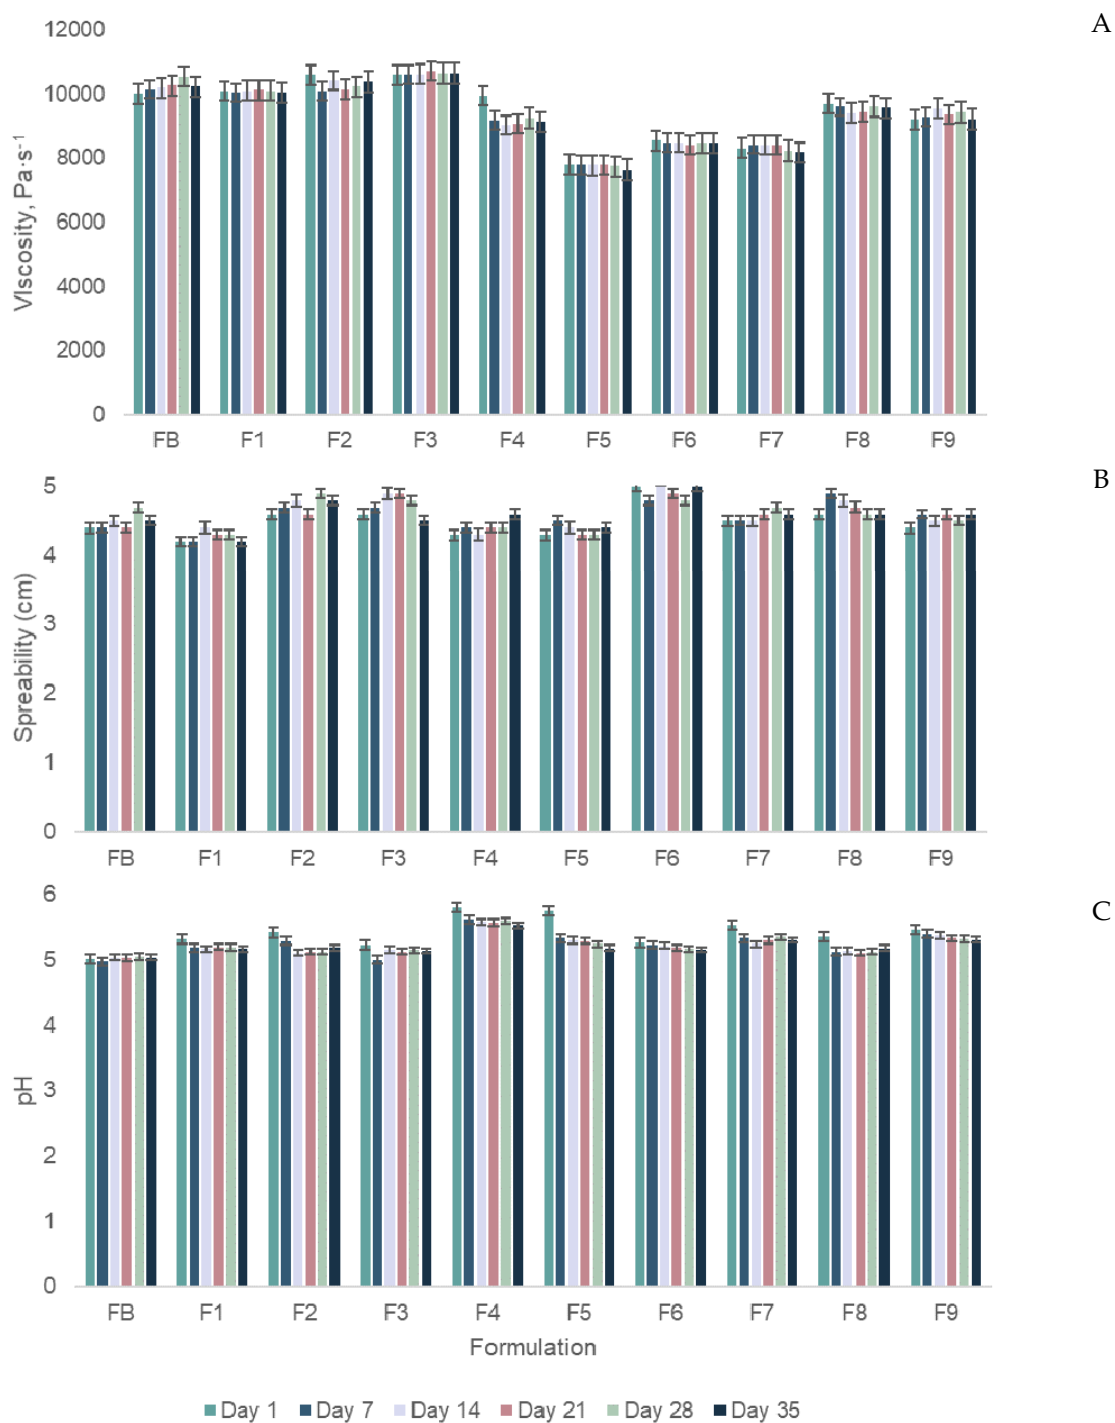 A
12000
10000
8000
6000
4000
2000
0
VIscosity, Pa·s⁻¹
FB F1 F2 F3 F4 F5 F6 F7 F8 F9
B
5
4
3
2
1
0
Spreability (cm)
FB F1 F2 F3 F4 F5 F6 F7 F8 F9
C
6
5
4
3
2
1
0
pH
FB F1 F2 F3 F4 F5 F6 F7 F8 F9
Formulation
Day 1 Day 7 Day 14 Day 21 Day 28 Day 35